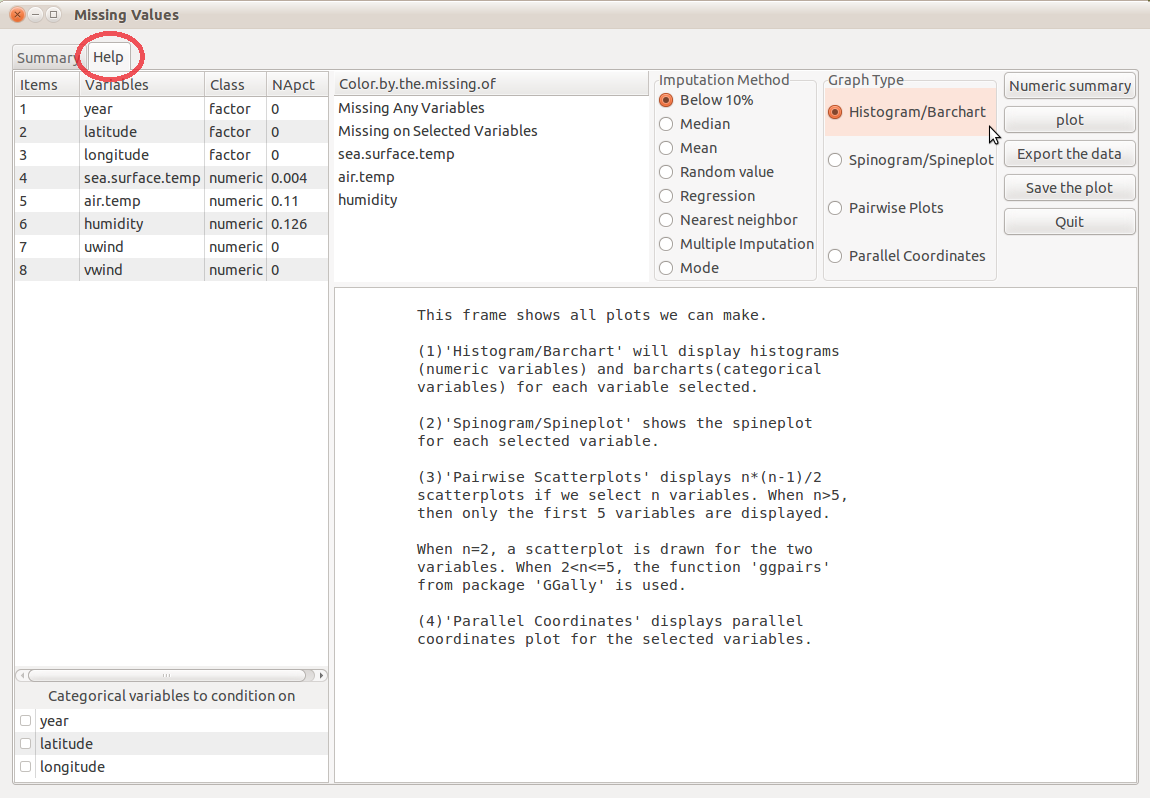 Missing Values
Summary
Help
Items Variables Class NApct
1 year factor 0
2 latitude factor 0
3 longitude factor 0
4 sea.surface.temp numeric 0.004
5 air.temp numeric 0.11
6 humidity numeric 0.126
7 uwind numeric 0
8 vwind numeric 0
Categorical variables to condition on
year
latitude
longitude
Color.by.the.missing.of
Missing Any Variables
Missing on Selected Variables
sea.surface.temp
air.temp
humidity
Imputation Method
Below 10%
Median
Mean
Random value
Regression
Nearest neighbor
Multiple Imputation
Mode
Graph Type
Histogram/Barchart
Spinogram/Spineplot
Pairwise Plots
Parallel Coordinates
Numeric summary
plot
Export the data
Save the plot
Quit
This frame shows all plots we can make.
(1)'Histogram/Barchart' will display histograms
(numeric variables) and barcharts(categorical
variables) for each variable selected.
(2)'Spinogram/Spineplot' shows the spineplot
for each selected variable.
(3)'Pairwise Scatterplots' displays n*(n-1)/2
scatterplots if we select n variables. When n>5,
then only the first 5 variables are displayed.
When n=2, a scatterplot is drawn for the two
variables. When 2<n<=5, the function 'ggpairs'
from package 'GGally' is used.
(4)'Parallel Coordinates' displays parallel
coordinates plot for the selected variables.